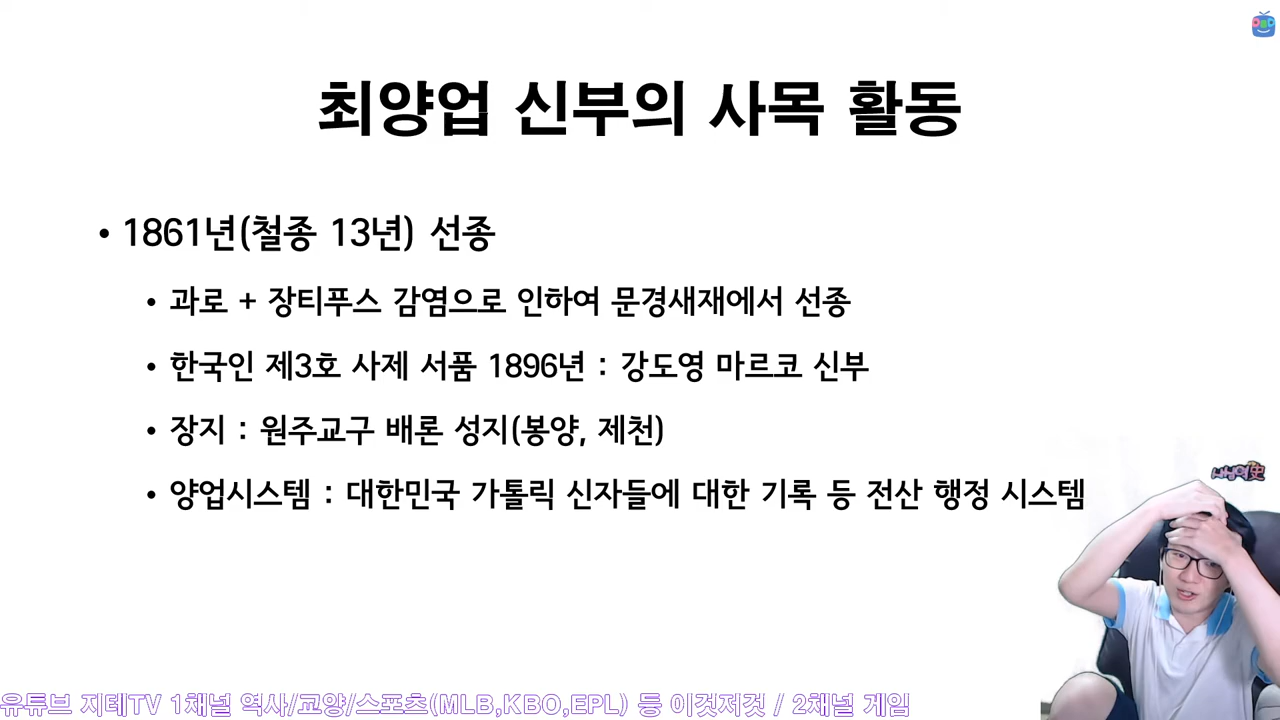 최양업 신부의 사목 활동
• 1861년(철종 13년) 선종
• 과로 + 장티푸스 감염으로 인하여 문경새재에서 선종
• 한국인 제3호 사제 서품 1896년 : 강도영 마르코 신부
• 장지 : 원주교구 배론 성지(봉양, 제천)
• 양업시스템 : 대한민국 가톨릭 신자들에 대한 기록 등 전산 행정 시스템
유튜브 지테TV 1채널 역사/교양/스포츠(MLB,KBO,EPL) 등 이것저것 / 2채널 게임